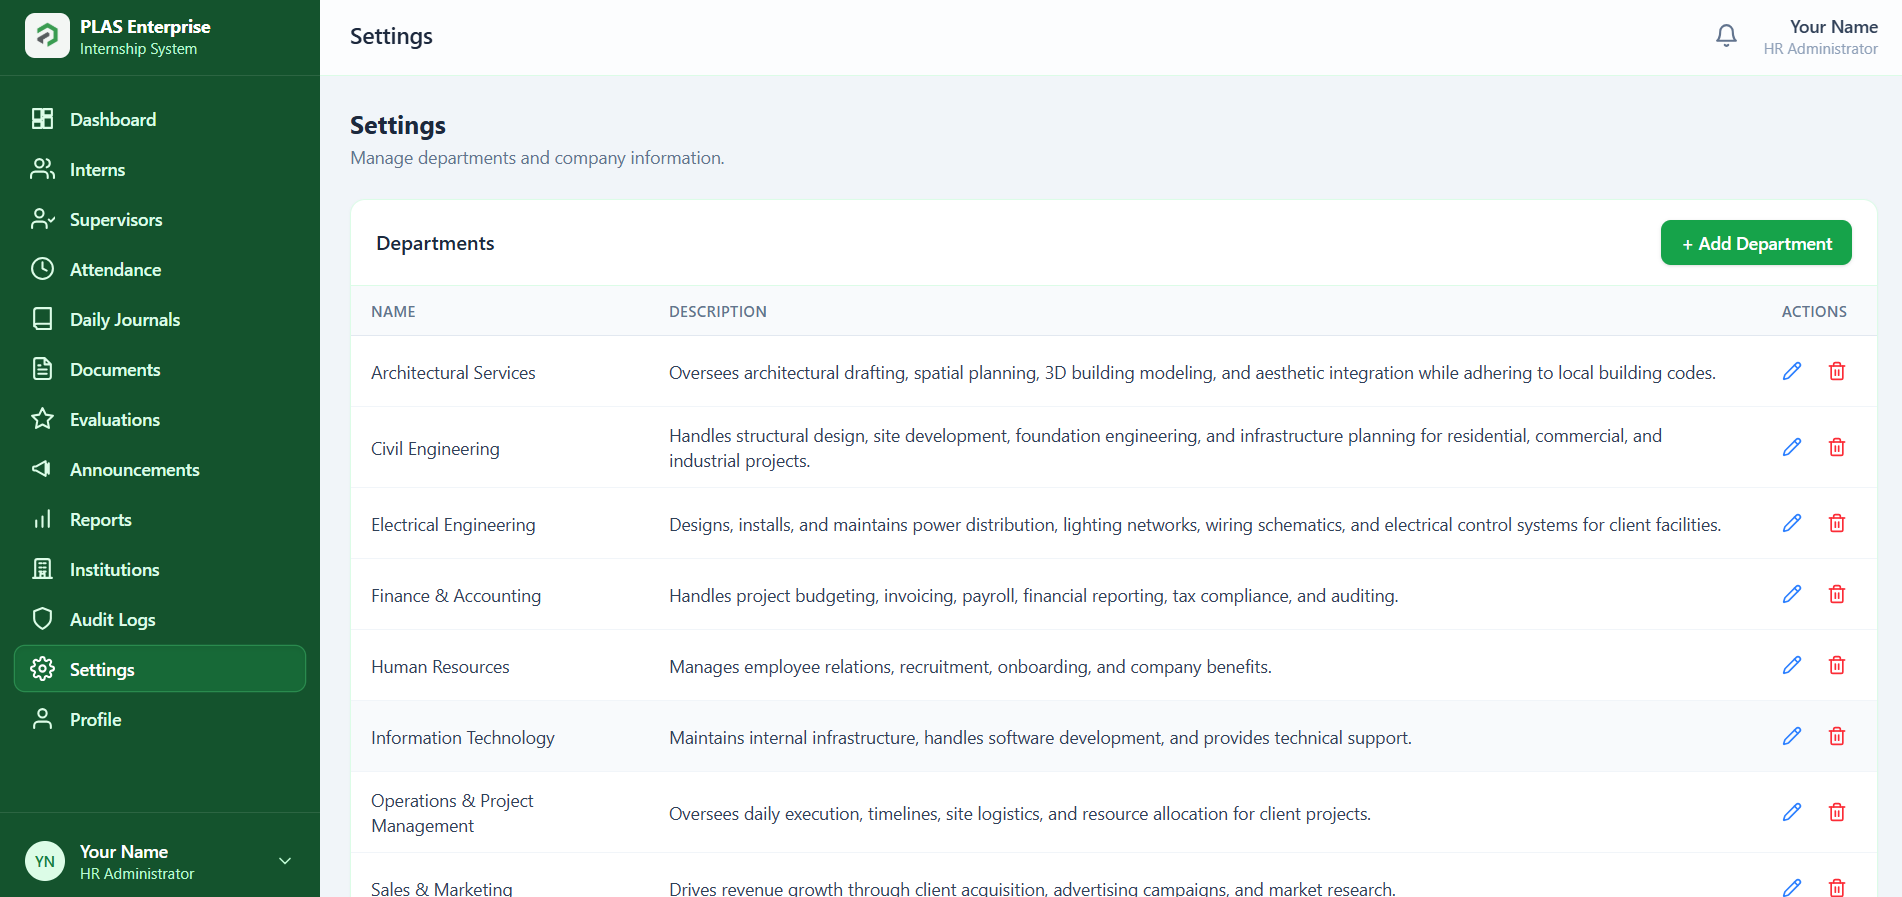 PLAS Enterprise
Internship System
Dashboard
Interns
Supervisors
Attendance
Daily Journals
Documents
Evaluations
Announcements
Reports
Institutions
Audit Logs
Settings
Profile
YN
Your Name
HR Administrator
Settings
Your Name
HR Administrator
Settings
Manage departments and company information.
Departments
+ Add Department
NAME DESCRIPTION ACTIONS
Architectural Services Oversees architectural drafting, spatial planning, 3D building modeling, and aesthetic integration while adhering to local building codes.
Civil Engineering
Handles structural design, site development, foundation engineering, and infrastructure planning for residential, commercial, and
industrial projects.
Electrical Engineering Designs, installs, and maintains power distribution, lighting networks, wiring schematics, and electrical control systems for client facilities.
Finance & Accounting Handles project budgeting, invoicing, payroll, financial reporting, tax compliance, and auditing.
Human Resources Manages employee relations, recruitment, onboarding, and company benefits.
Information Technology Maintains internal infrastructure, handles software development, and provides technical support.
Operations & Project
Management
Oversees daily execution, timelines, site logistics, and resource allocation for client projects.
Sales & Marketing Drives revenue growth through client acquisition, advertising campaigns, and market research.